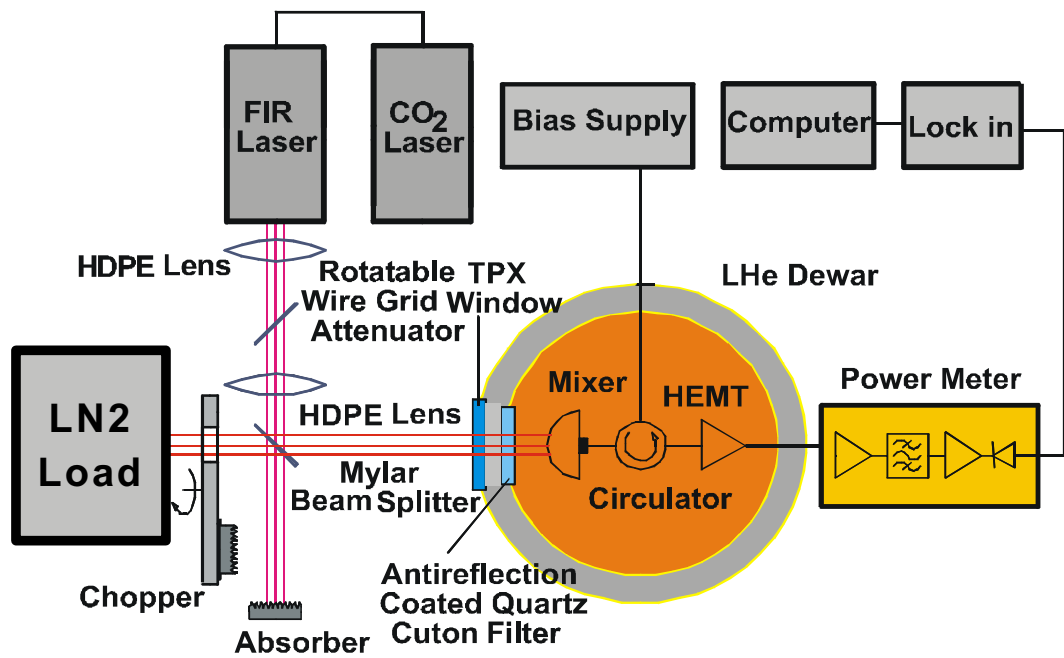 FIR
Laser
CO2
Laser
Bias Supply
Computer
Lock in
HDPE Lens
Rotatable TPX
Wire Grid Window
Attenuator
LHe Dewar
LN2
Load
HDPE Lens
Mixer
HEMT
Power Meter
Mylar
Beam Splitter
Circulator
Chopper
Absorber
Antireflection
Coated Quartz
Cuton Filter